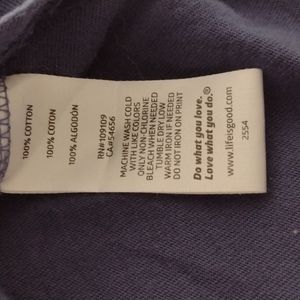 100% COTTON
100% COTON
100% ALGODÓN
RN#109109
CA#54656
MACHINE WASH COLD
WITH LIKE COLORS
ONLY NON-CHLORINE
BLEACH WHEN NEEDED
TUMBLE DRY LOW
WARM IRON IF NEEDED
DO NOT IRON ON PRINT
Do what you love.
Love what you do.®
www.lifeisgood.com
2554